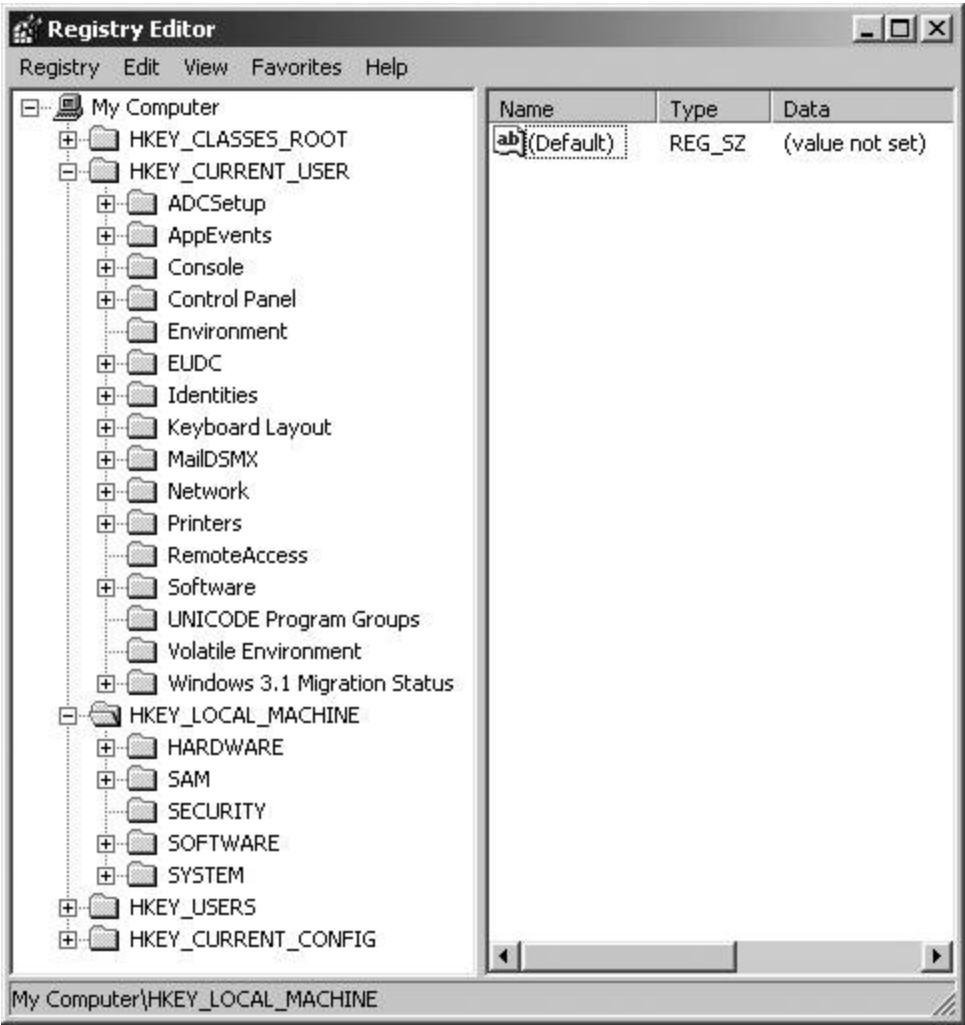 Registry Editor
Registry Edit View Favorites Help
My Computer
HKEY_CLASSES_ROOT
HKEY_CURRENT_USER
ADCSetup
AppEvents
Console
Control Panel
Environment
EUDC
Identities
Keyboard Layout
MailDSMX
Network
Printers
RemoteAccess
Software
UNICODE Program Groups
Volatile Environment
Windows 3.1 Migration Status
HKEY_LOCAL_MACHINE
HARDWARE
SAM
SECURITY
SOFTWARE
SYSTEM
HKEY_USERS
HKEY_CURRENT_CONFIG
Name Type Data
ab (Default) REG_SZ (value not set)
My Computer\HKEY_LOCAL_MACHINE